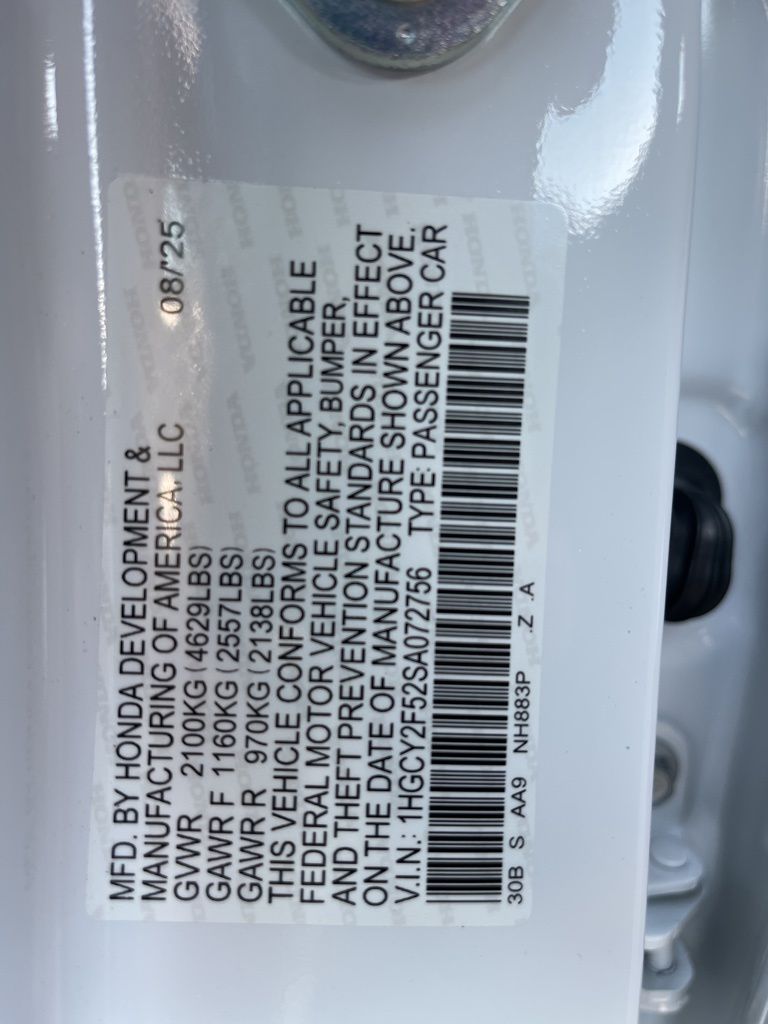 MFD. BY HONDA DEVELOPMENT &
MANUFACTURING OF AMERICA, LLC 08/25
GVWR 2100KG (4629LBS)
GAWR F 1160KG (2557LBS)
GAWR R 970KG (2138LBS)
THIS VEHICLE CONFORMS TO ALL APPLICABLE
FEDERAL MOTOR VEHICLE SAFETY, BUMPER,
AND THEFT PREVENTION STANDARDS IN EFFECT
ON THE DATE OF MANUFACTURE SHOWN ABOVE.
V.I.N.: 1HGCY2F52SA072756 TYPE: PASSENGER CAR
30B S AA9 NH883P .Z .A